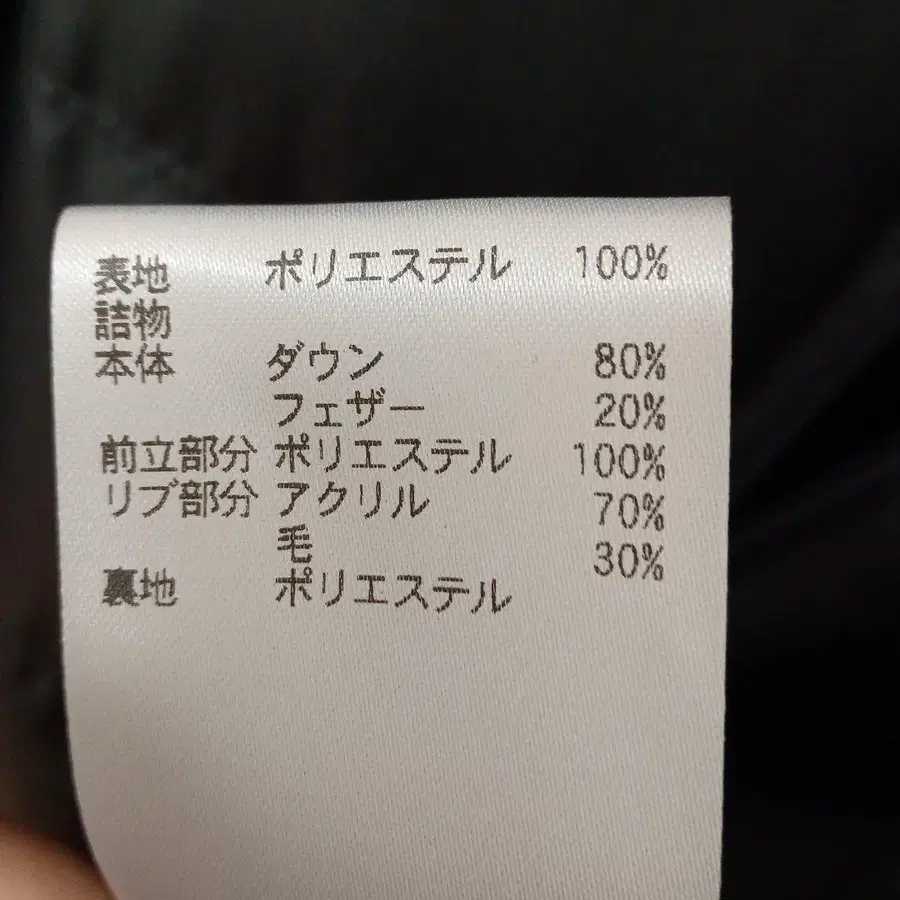 表地 ポリエステル 100%
詰物
本体 ダウン 80%
フェザー 20%
前立部分 ポリエステル 100%
リブ部分 アクリル 70%
毛 30%
裏地 ポリエステル